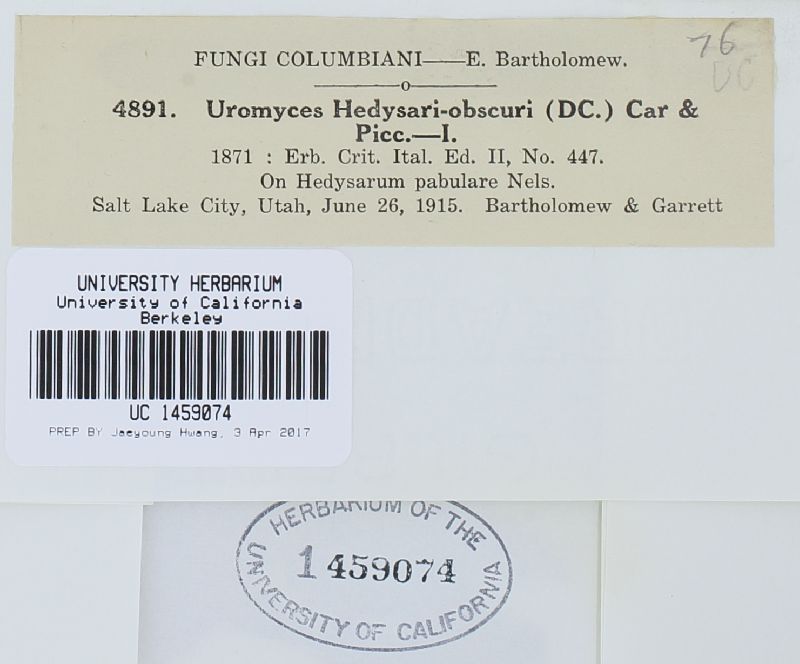 76
DC
FUNGI COLUMBIANI——E. Bartholomew.
4891. Uromyces Hedysari-obscuri (DC.) Car &
Picc.—I.
1871 : Erb. Crit. Ital. Ed. II, No. 447.
On Hedysarum pabulare Nels.
Salt Lake City, Utah, June 26, 1915. Bartholomew & Garrett
UNIVERSITY HERBARIUM
University of California
Berkeley
UC 1459074
PREP BY Jaeyoung Hwang, 3 Apr 2017
HERBARIUM OF THE
1459074
UNIVERSITY OF CALIFORNIA